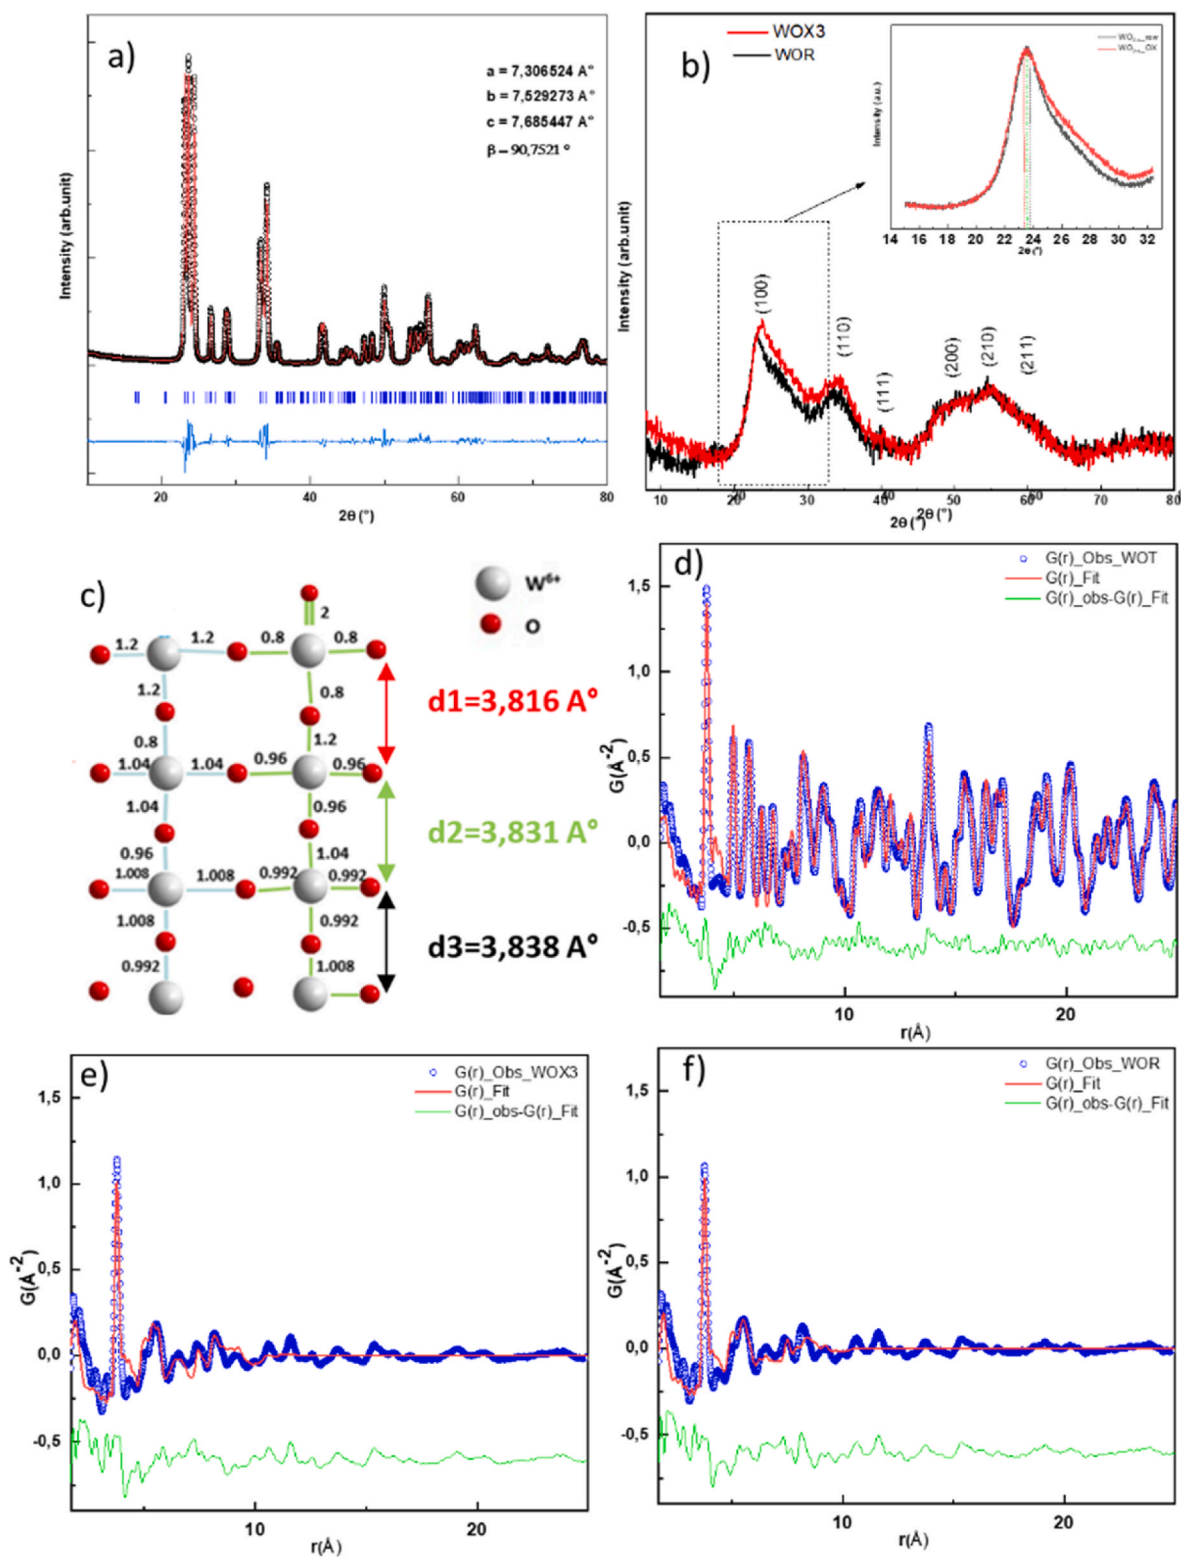 a)
a = 7,306524 A°
b = 7,529273 A°
c = 7,685447 A°
β – 90,7521 °
Intensity (arb.unit)
20 40 60 80
2θ (°)
b)
WOX3
WOR
Intensity (a.u.)
14 16 18 20 22 24 26 28 30 32
2θ (°)
Intensity (arb.unit)
(100)
(110)
(111)
(200)
(210)
(211)
10 20 30 40 50 60 70 80
2θ (°)
2θ (°)
c)
W6+
O
2
1.2 1.2 0.8 0.8
1.2 0.8
0.8 1.2
1.04 1.04 0.96 0.96
1.04 0.96
0.96 1.04
1.008 1.008 0.992 0.992
1.008 0.992
0.992 1.008
d1=3,816 A°
d2=3,831 A°
d3=3,838 A°
d)
G(r)_Obs_WOT
G(r)_Fit
G(r)_obs-G(r)_Fit
G(Å-2)
1,5
1,0
0,5
0,0
-0,5
10 20
r(Å)
e)
G(r)_Obs_WOX3
G(r)_Fit
G(r)_obs-G(r)_Fit
G(Å-2)
1,5
1,0
0,5
0,0
-0,5
10 20
r(Å)
f)
G(r)_Obs_WOR
G(r)_Fit
G(r)_obs-G(r)_Fit
G(Å-2)
1,5
1,0
0,5
0,0
-0,5
10 20
r(Å)